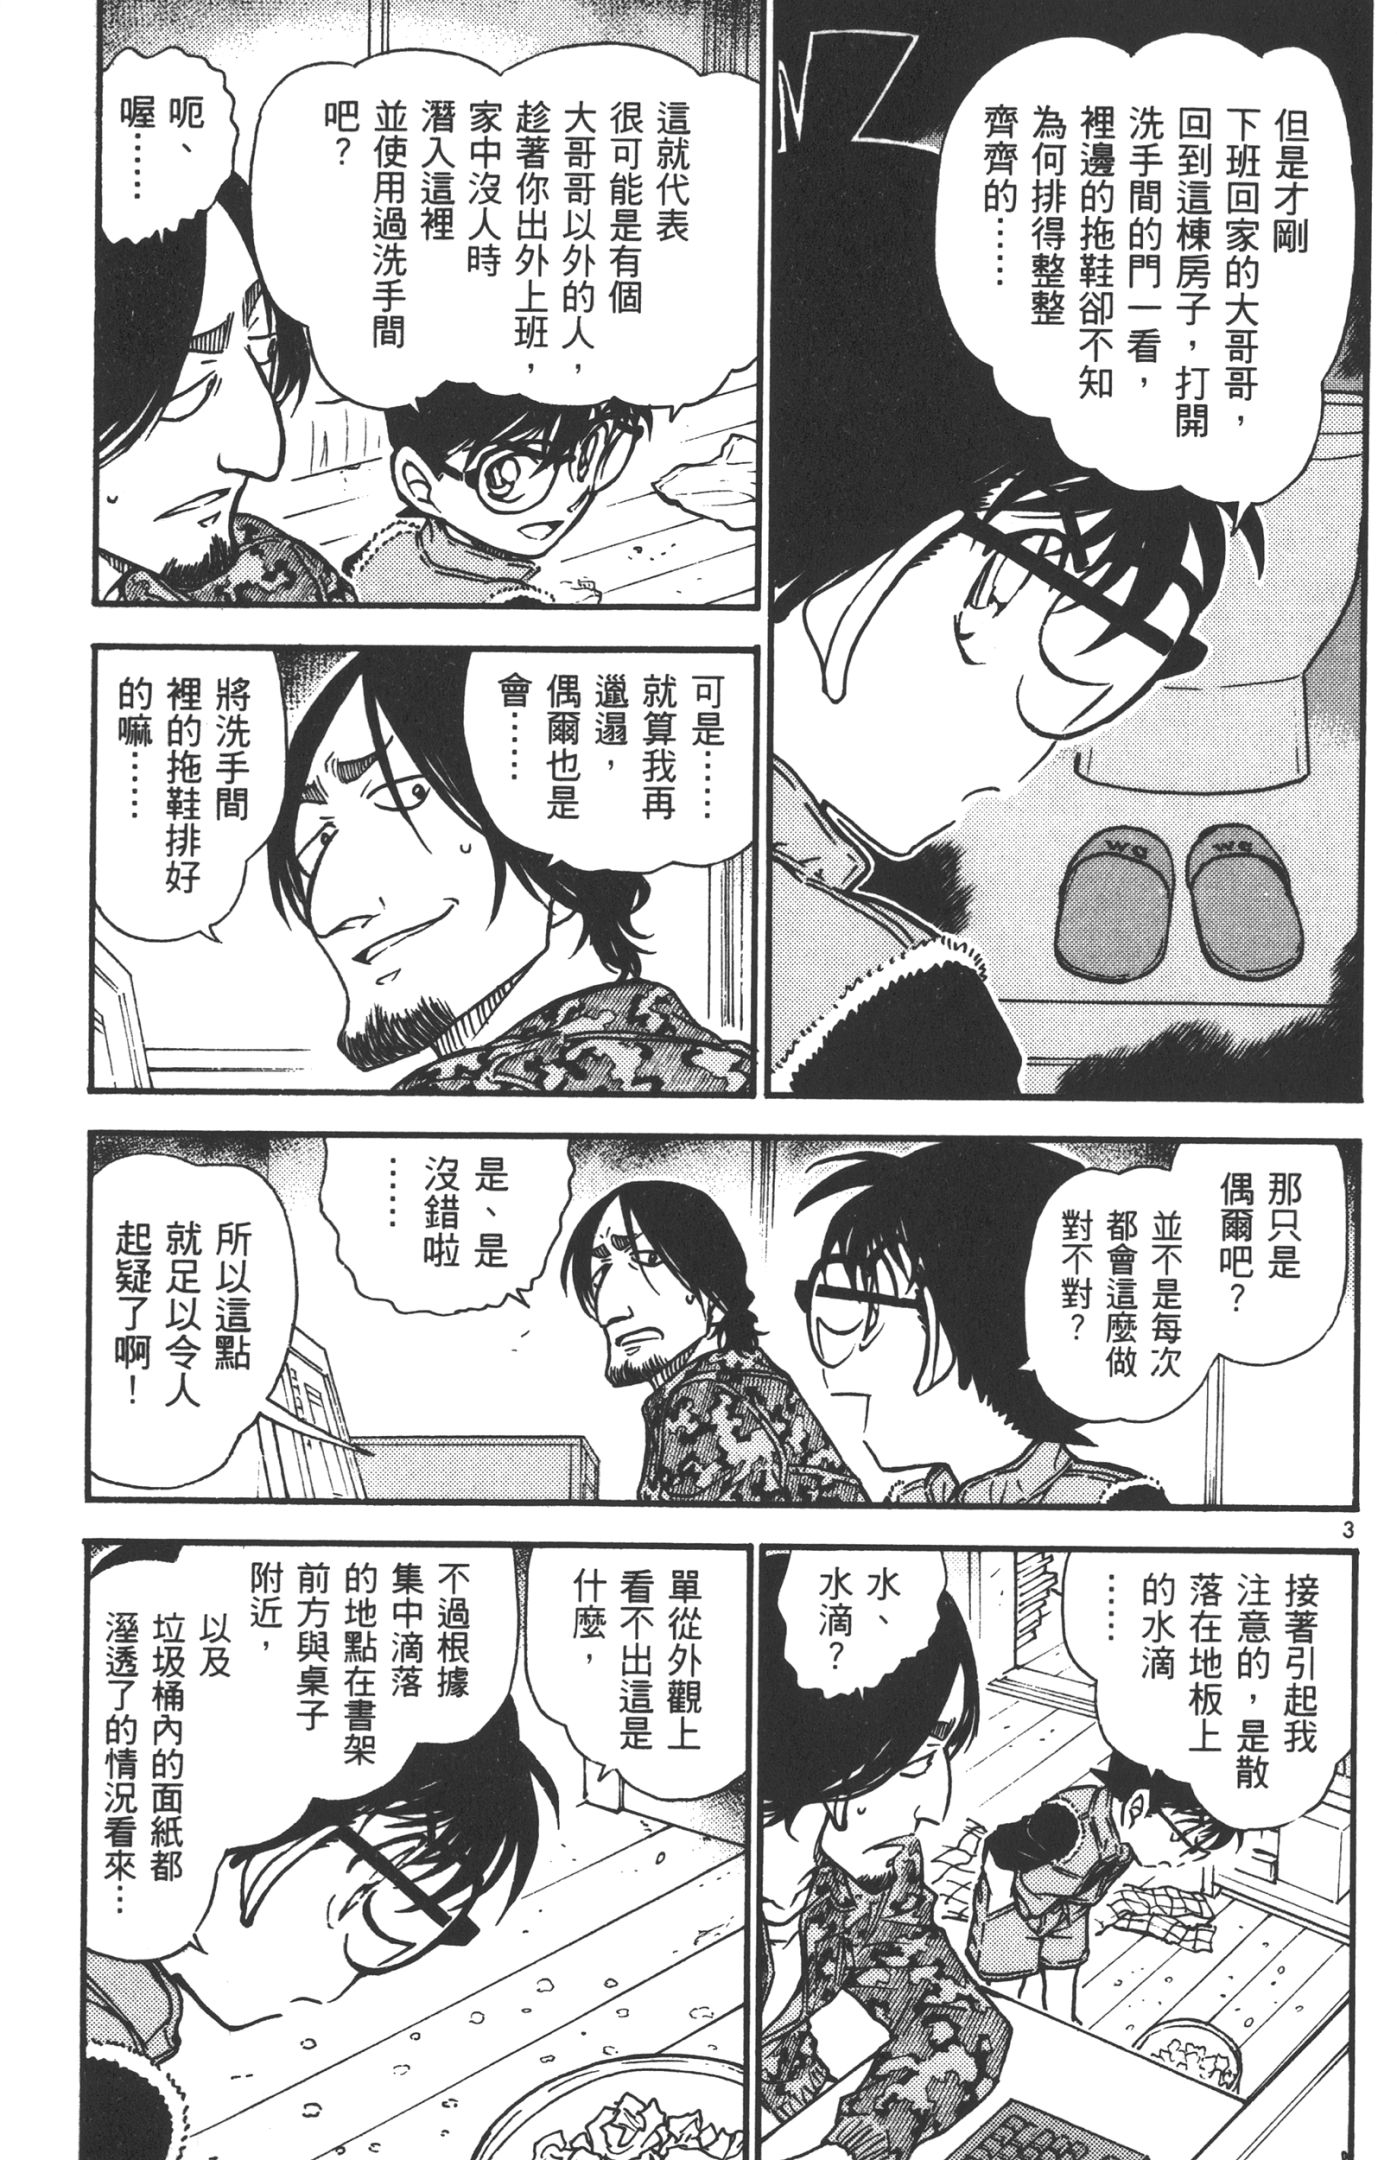 但是才剛
下班回家的大哥哥，
回到這棟房子，打開
洗手間的門一看，
裡邊的拖鞋卻不知
為何排得整整
齊齊的……
WC
WC
這就代表
很可能是有個
大哥哥以外的人，
趁著你出外上班，
家中沒人時
潛入這裡
並使用過洗手間
吧？
呃、
喔……
可是……
就算我再
邋遢，
偶爾也是
會……
將洗手間
裡的拖鞋排好
的嘛……
那只是
偶爾吧？
並不是每次
都會這麼做
對不對？
是、是
沒錯啦
……
所以這點
就足以令人
起疑了啊！
3
接著引起我
注意的，是散
落在地板上
的水滴
……
水、
水滴？
單從外觀上
看不出這是
什麼，
不過根據
集中滴落
的地點在書架
前方與桌子
附近，
以及
垃圾桶內的面紙都
溼透了的情況看來…